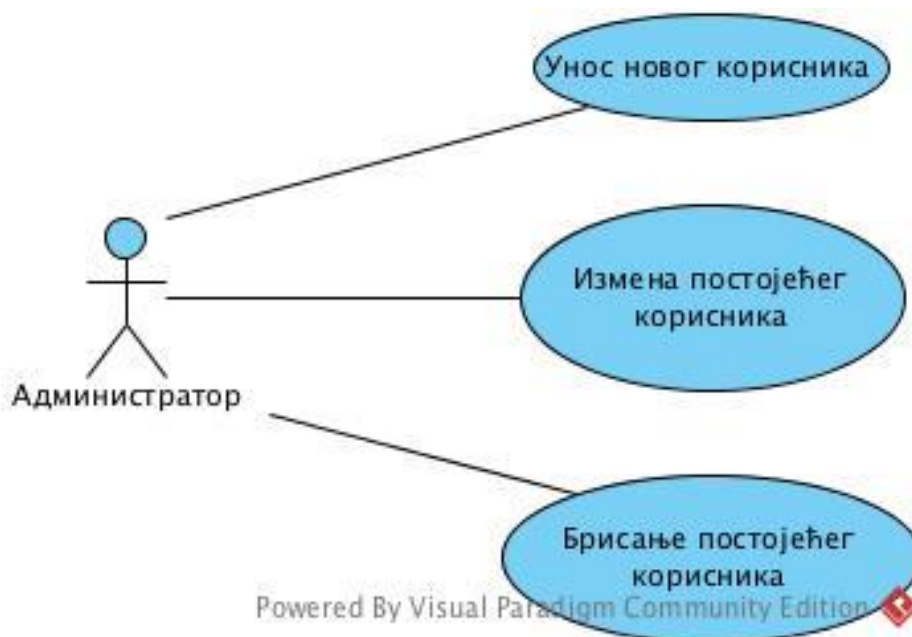 Унос новог корисника
Измена постојећег
корисника
Администратор
Брисање постојећег
корисника
Powered By Visual Paradigm Community Edition